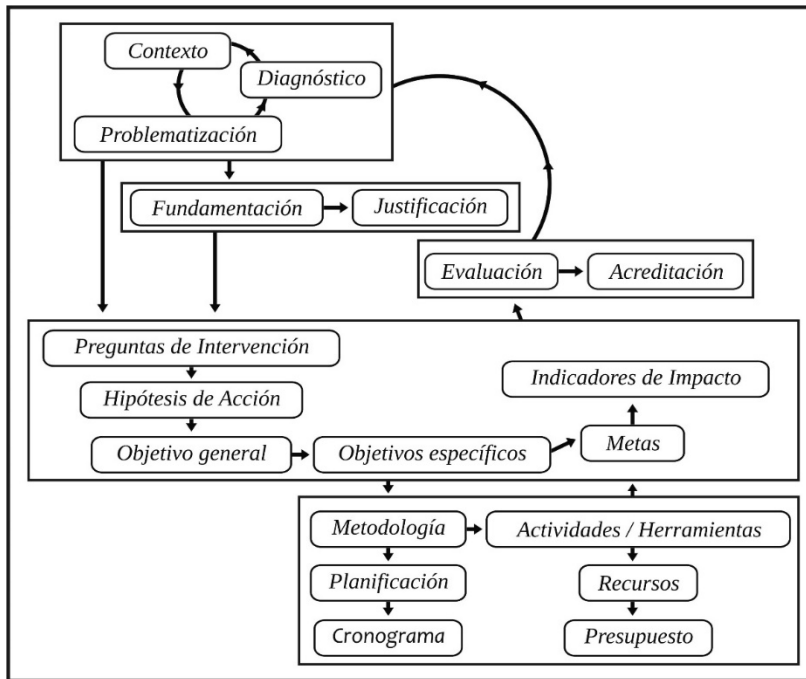 Contexto
Diagnóstico
Problematización
Fundamentación
Justificación
Evaluación
Acreditación
Preguntas de Intervención
Hipótesis de Acción
Indicadores de Impacto
Objetivo general
Objetivos específicos
Metas
Metodología
Actividades / Herramientas
Planificación
Recursos
Cronograma
Presupuesto